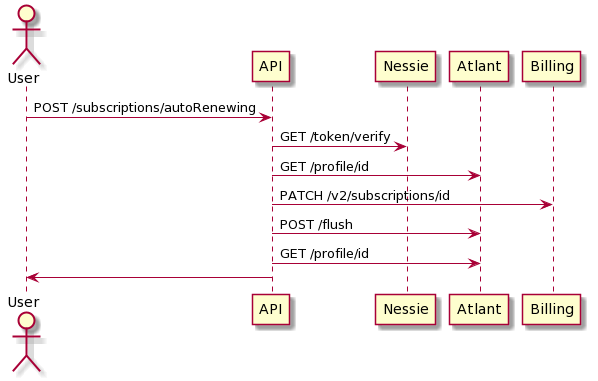 User
API
Nessie
Atlant
Billing
POST /subscriptions/autoRenewing
GET /token/verify
GET /profile/id
PATCH /v2/subscriptions/id
POST /flush
GET /profile/id
User
API
Nessie
Atlant
Billing